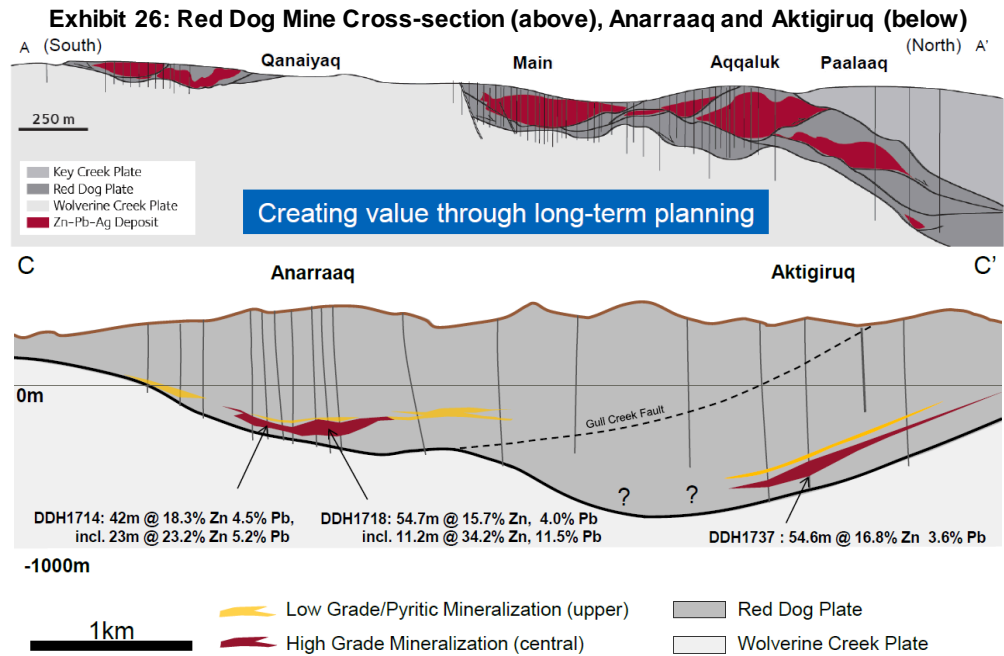 Exhibit 26: Red Dog Mine Cross-section (above), Anarraaq and Aktigiruq (below)
A (South)
(North) A'
Qanaiyaq
Main
Aqqaluk
Paalaaq
250 m
Key Creek Plate
Red Dog Plate
Wolverine Creek Plate
Zn-Pb-Ag Deposit
Creating value through long-term planning
C
C'
Anarraaq
Aktigiruq
0m
Gull Creek Fault
?
?
DDH1714: 42m @ 18.3% Zn 4.5% Pb,
incl. 23m @ 23.2% Zn 5.2% Pb
DDH1718: 54.7m @ 15.7% Zn, 4.0% Pb
incl. 11.2m @ 34.2% Zn, 11.5% Pb
DDH1737 : 54.6m @ 16.8% Zn 3.6% Pb
-1000m
1km
Low Grade/Pyritic Mineralization (upper)
High Grade Mineralization (central)
Red Dog Plate
Wolverine Creek Plate